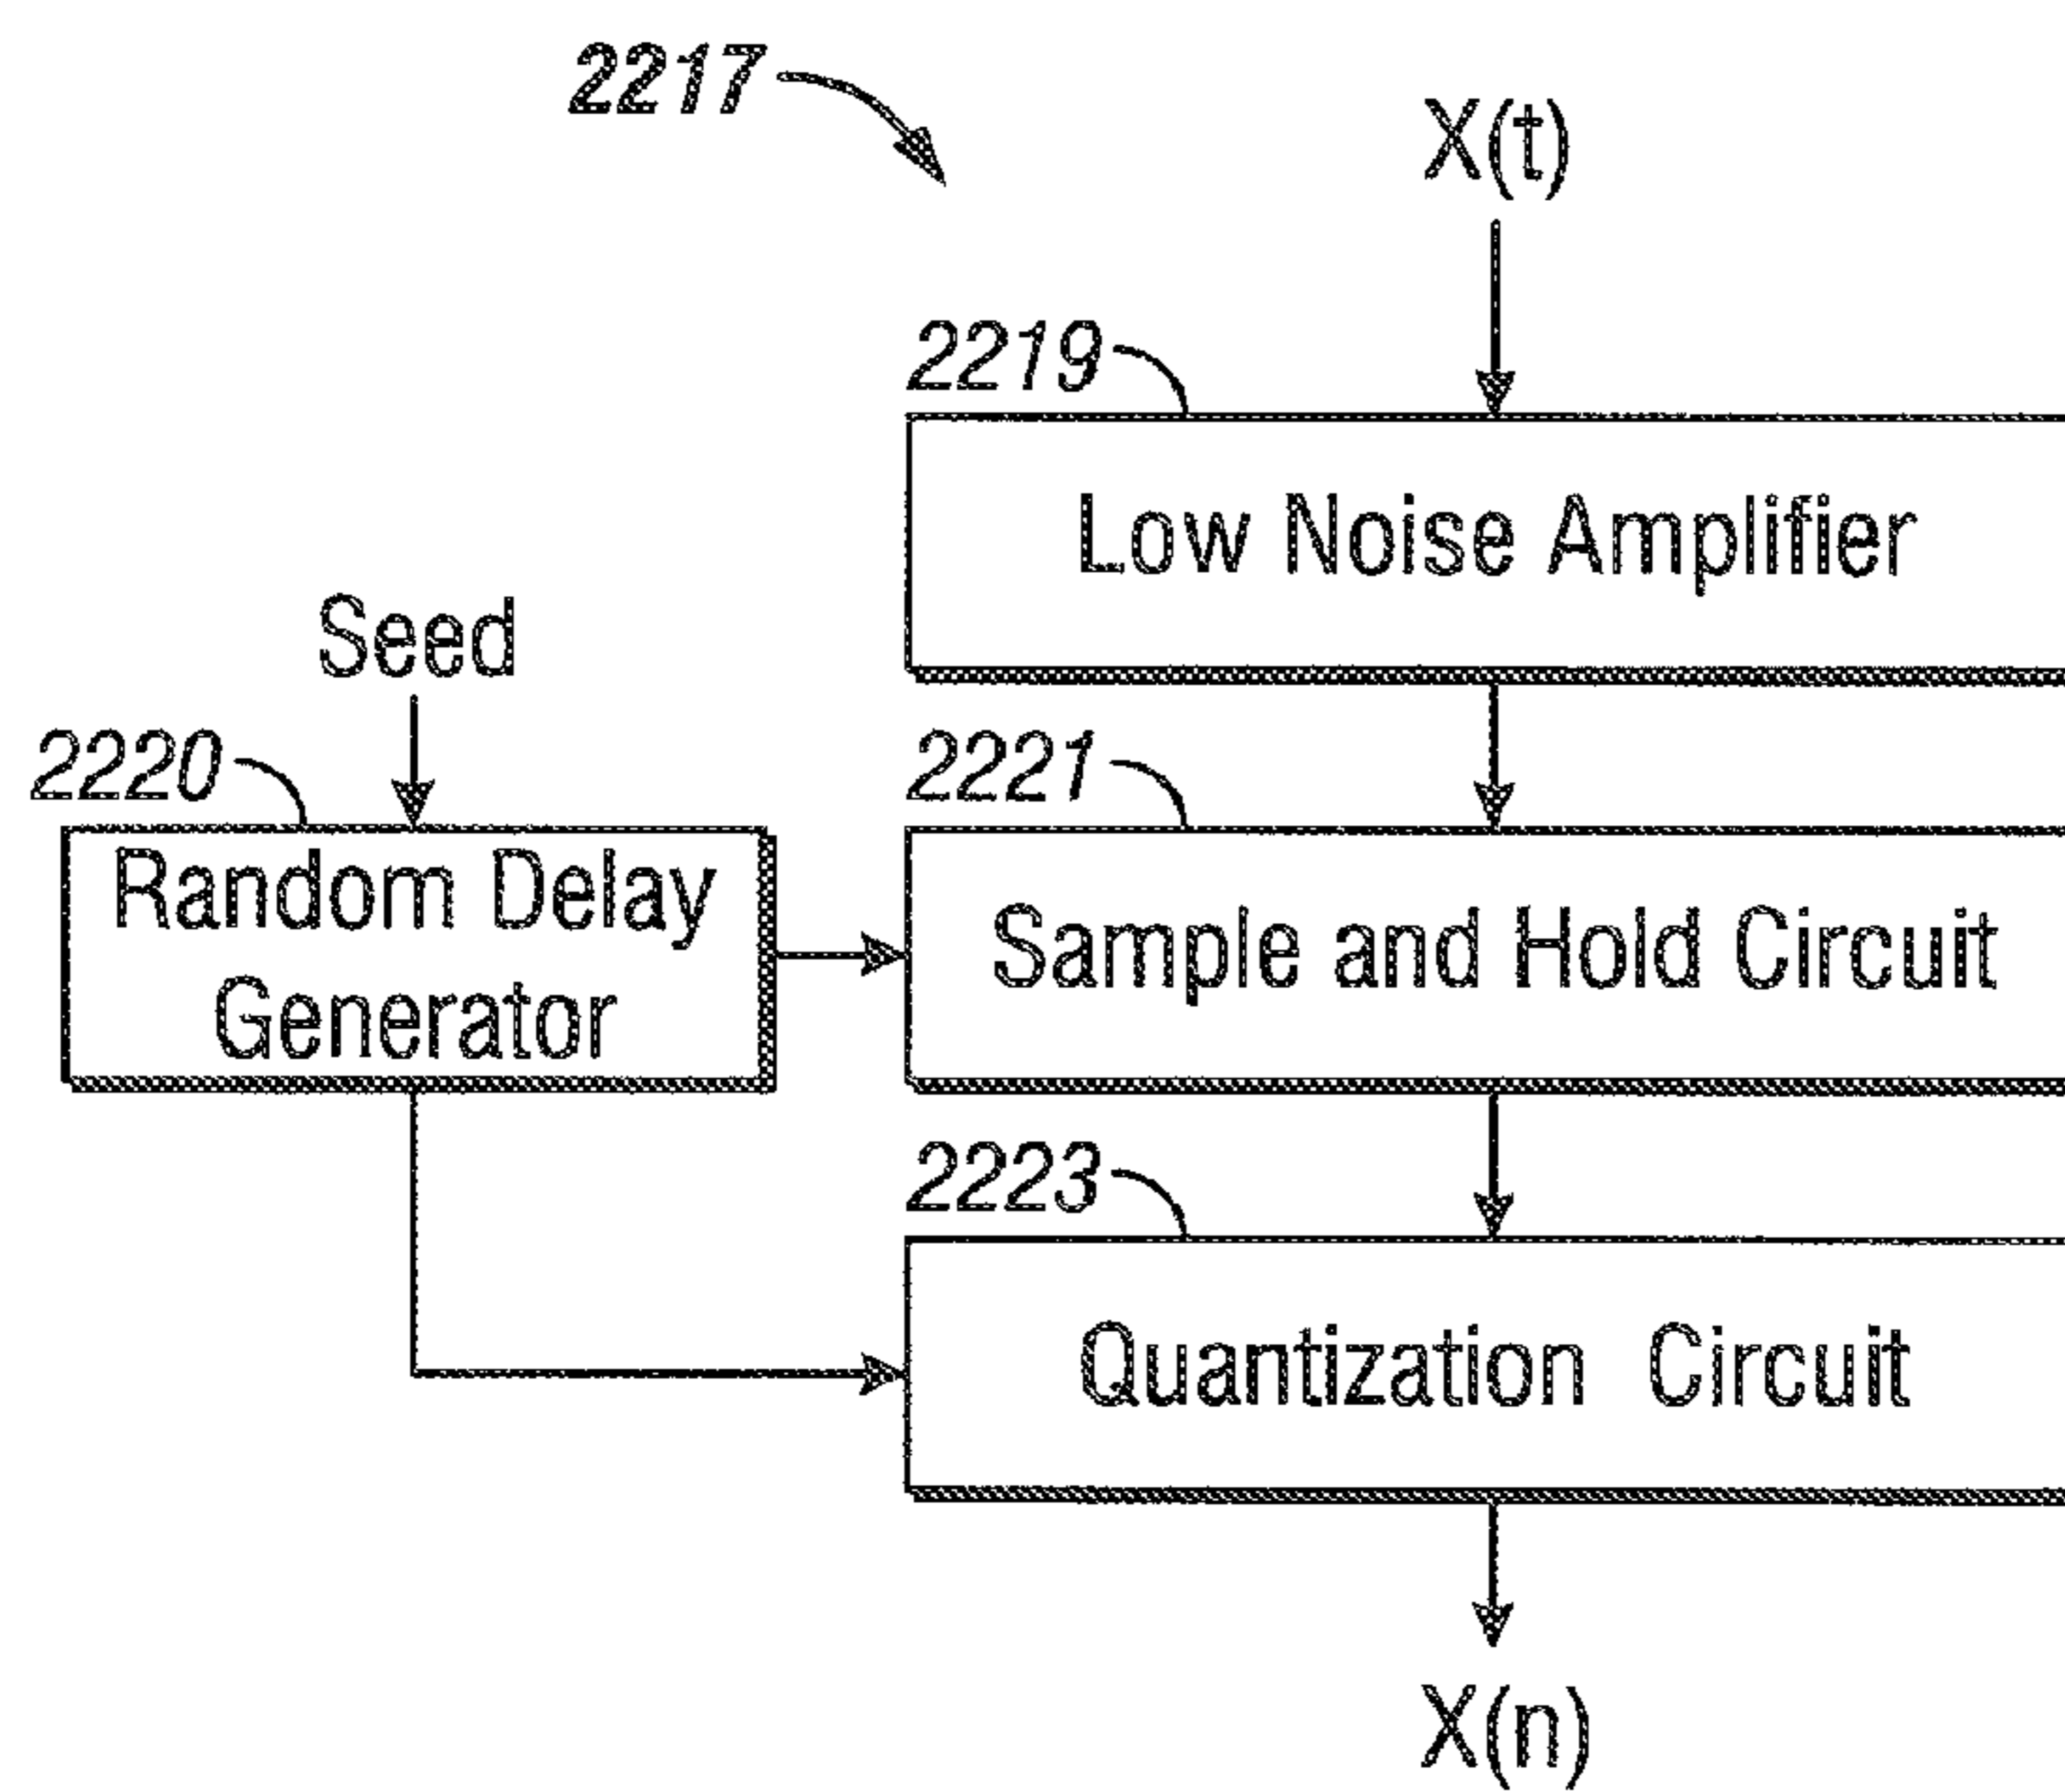 2217
X(t)
2219
Low Noise Amplifier
Seed
2220
2221
Random Delay
Generator
Sample and Hold Circuit
2223
Quantization Circuit
X(n)